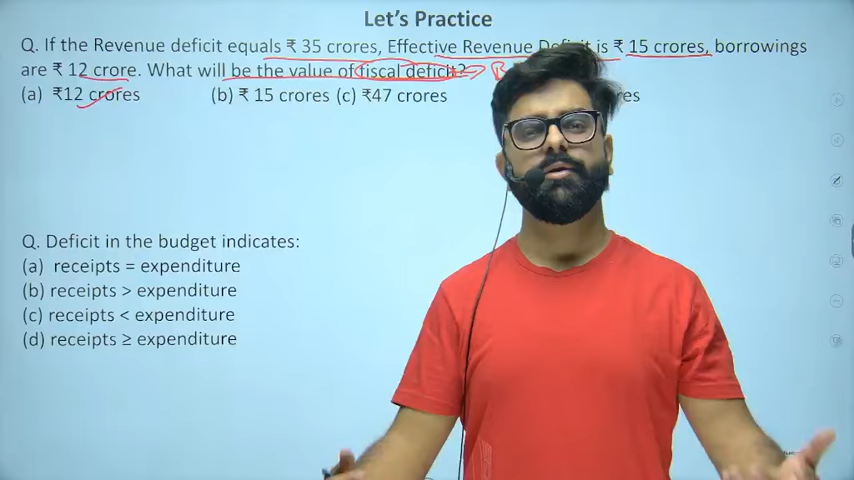 Let's Practice
Q. If the Revenue deficit equals ₹ 35 crores, Effective Revenue Deficit is ₹ 15 crores, borrowings
are ₹ 12 crore. What will be the value of fiscal deficit?
(a) ₹12 crores (b) ₹ 15 crores (c) ₹47 crores
Q. Deficit in the budget indicates:
(a) receipts = expenditure
(b) receipts > expenditure
(c) receipts < expenditure
(d) receipts ≥ expenditure